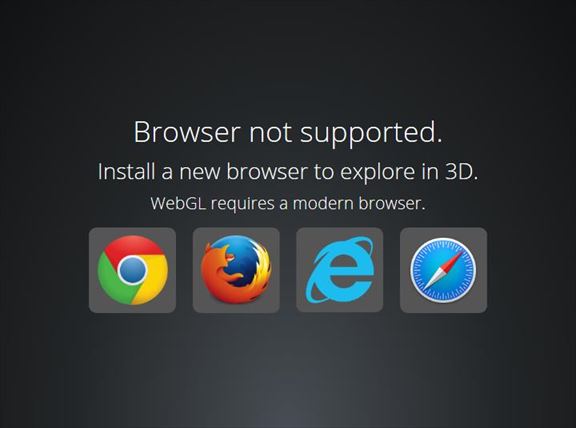 Browser not supported.
Install a new browser to explore in 3D.
WebGL requires a modern browser.